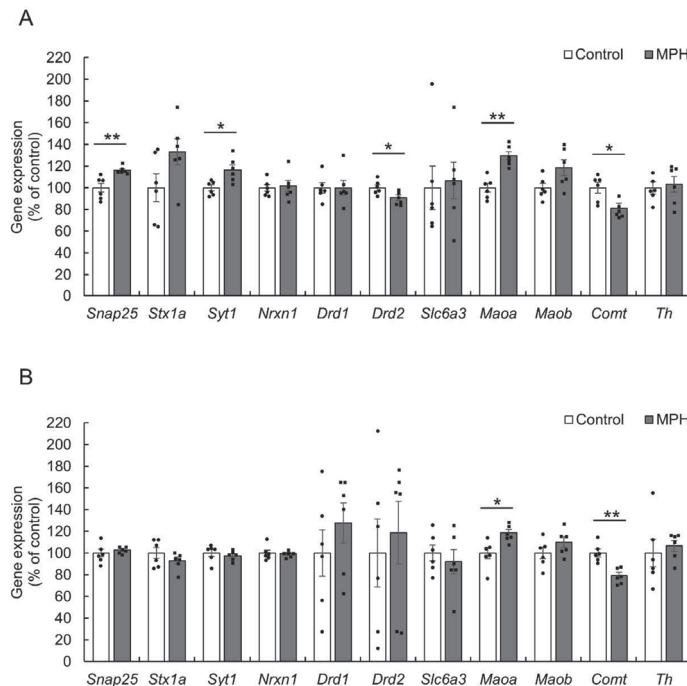 A
Gene expression
(% of control)
220
200
180
160
140
120
100
80
60
40
20
0
Control MPH
** * * ** *
Snap25 Stx1a Syt1 Nrxn1 Drd1 Drd2 Slc6a3 Maoa Maob Comt Th
B
Gene expression
(% of control)
220
200
180
160
140
120
100
80
60
40
20
0
Control MPH
* **
Snap25 Stx1a Syt1 Nrxn1 Drd1 Drd2 Slc6a3 Maoa Maob Comt Th